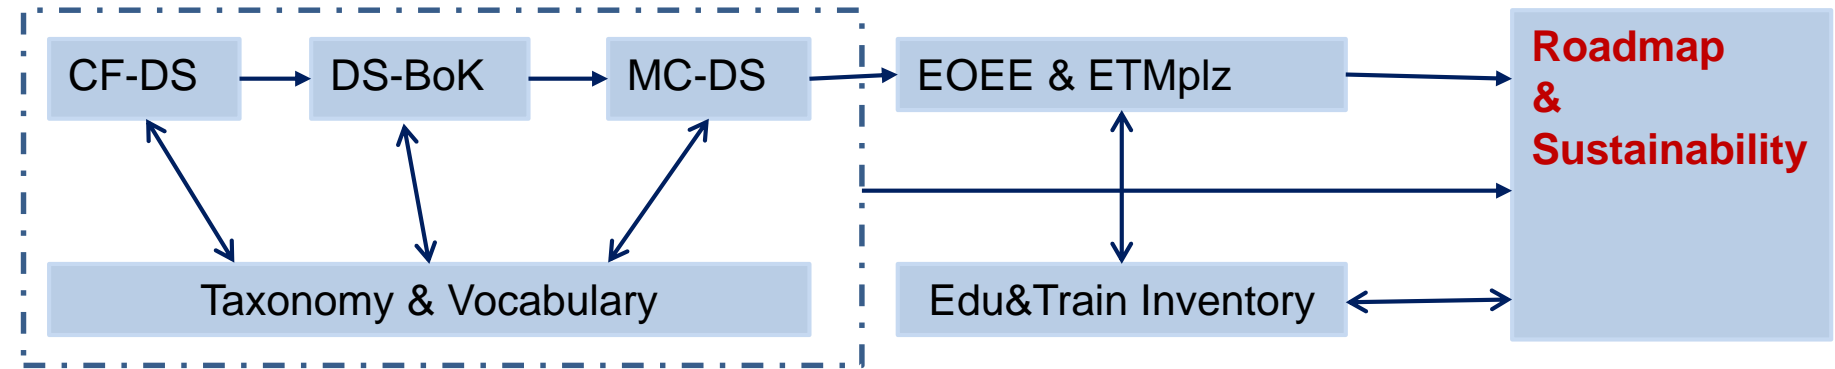 CF-DS
DS-BoK
MC-DS
EOEE & ETMplz
Roadmap
&
Sustainability
Taxonomy & Vocabulary
Edu&Train Inventory